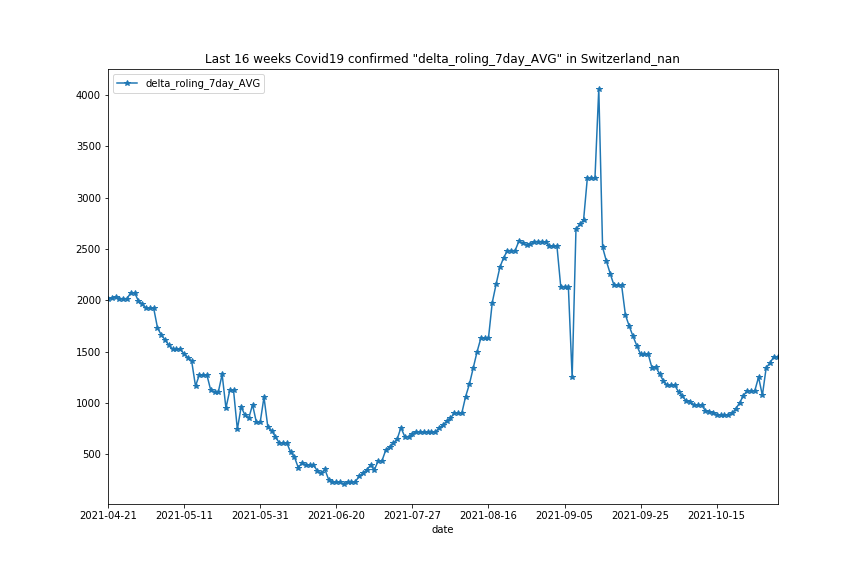 Last 16 weeks Covid19 confirmed "delta_roling_7day_AVG" in Switzerland_nan
delta_roling_7day_AVG
4000
3500
3000
2500
2000
1500
1000
500
2021-04-21 2021-05-11 2021-05-31 2021-06-20 2021-07-27 2021-08-16 2021-09-05 2021-09-25 2021-10-15
date